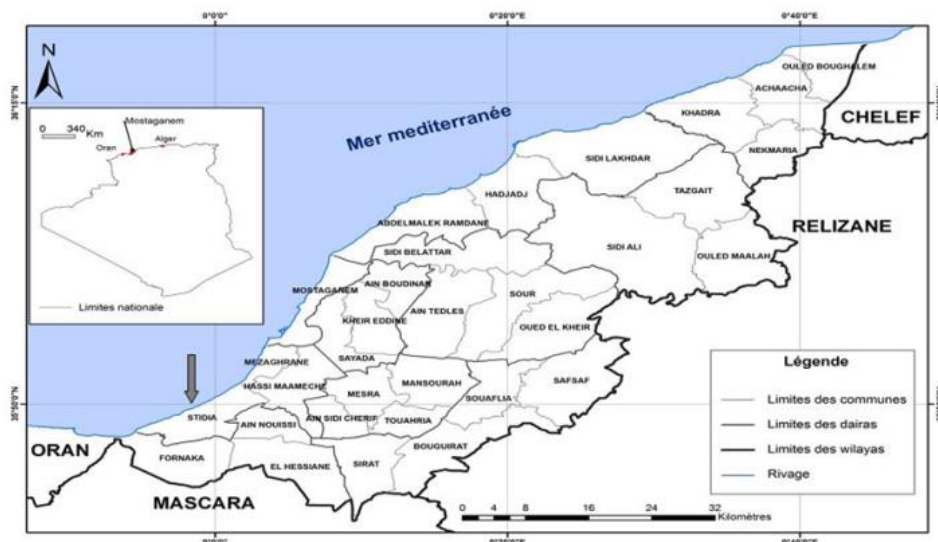 0°0'0"
0°20'0"E
0°40'0"E
N
Mostaganem
0 340
Km
Oran
Alger
Limites nationale
Mer mediterranée
OULED BOUGHALEM
ACHAACHA
KHADRA
CHELEF
NEKMARIA
SIDI LAKHDAR
TAZGAIT
HADJADJ
RELIZANE
ABDELMALEK RAMDANE
SIDI ALI
SIDI BELATTAR
OULED MAALAH
MOSTAGANEM
AIN BOUDINAR
SOUR
AIN TEDLES
KHEIR EDDINE
OUED EL KHEIR
SAYADA
MEZAGHRANE
HASSI MAAMECHE
MANSOURAH
SAFSAF
MESRA
SOUAFLIA
STIDIA
AIN SIDI CHERIF
TOUAHRIA
AIN NOUISSI
BOUGUIRAT
ORAN
FORNAKA
SIRAT
EL HESSIANE
MASCARA
Légende
Limites des communes
Limites des dairas
Limites des wilayas
Rivage
0 4 8 16 24 32
Kilomètres